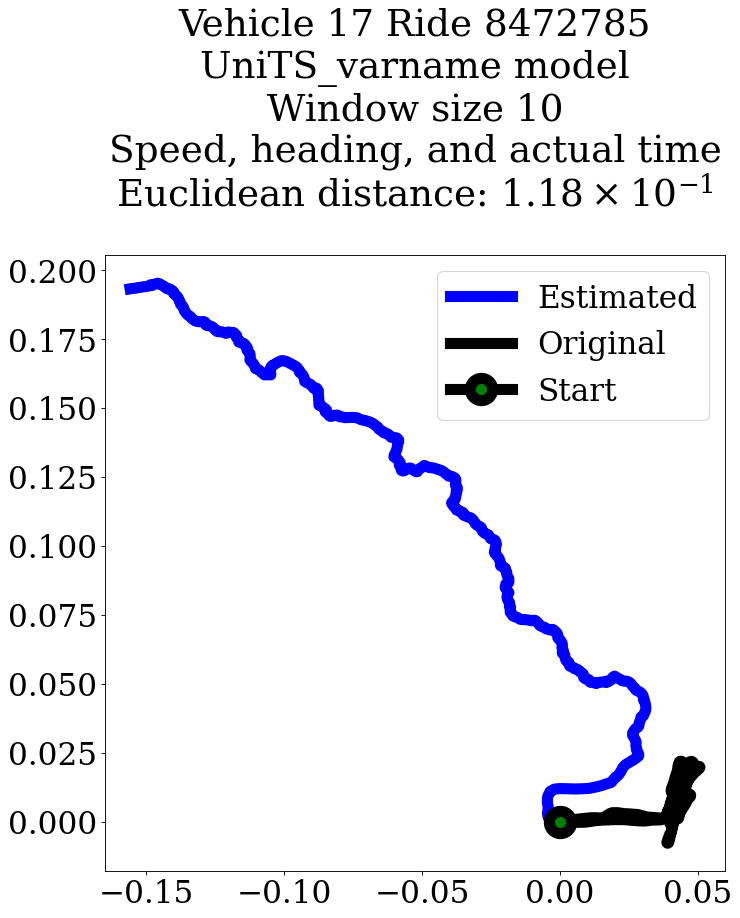 Vehicle 17 Ride 8472785
UniTS_varname model
Window size 10
Speed, heading, and actual time
Euclidean distance: 1.18 × 10⁻¹
0.200
0.175
0.150
0.125
0.100
0.075
0.050
0.025
0.000
Estimated
Original
Start
−0.15 −0.10 −0.05 0.00 0.05